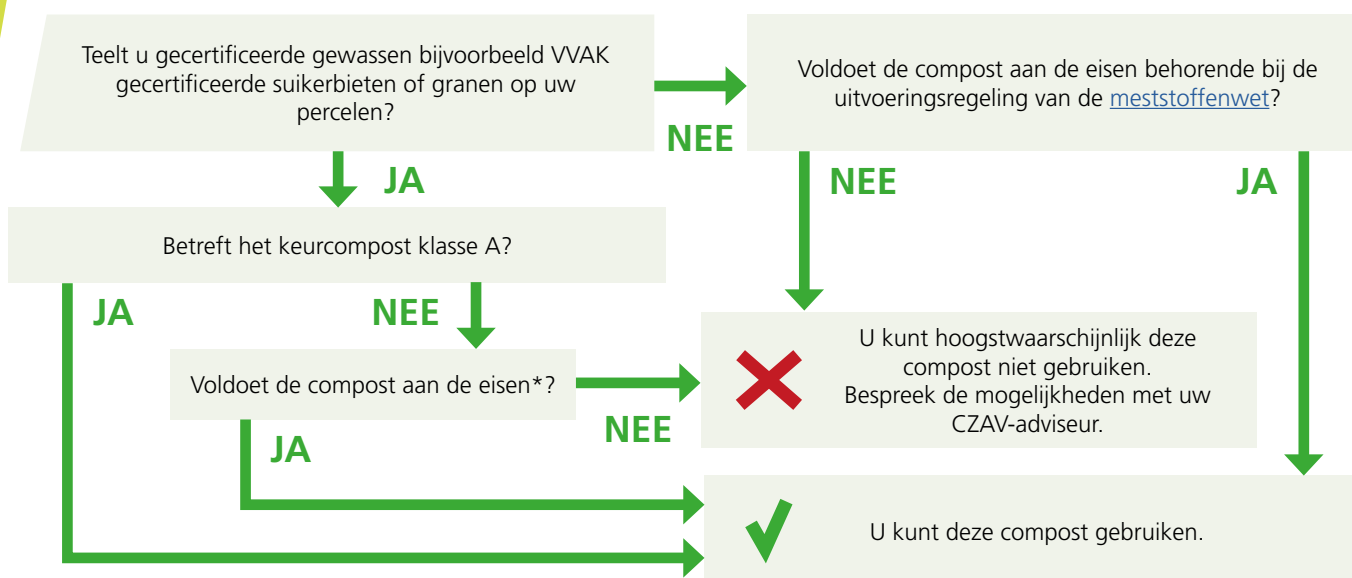 Teelt u gecertificeerde gewassen bijvoorbeeld VVAK
gecertificeerde suikerbieten of granen op uw
percelen?
NEE
Voldoet de compost aan de eisen behorende bij de
uitvoeringsregeling van de meststoffenwet?
JA
NEE
JA
Betreft het keurcompost klasse A?
JA
NEE
Voldoet de compost aan de eisen*?
NEE
JA
U kunt hoogstwaarschijnlijk deze
compost niet gebruiken.
Bespreek de mogelijkheden met uw
CZAV-adviseur.
U kunt deze compost gebruiken.